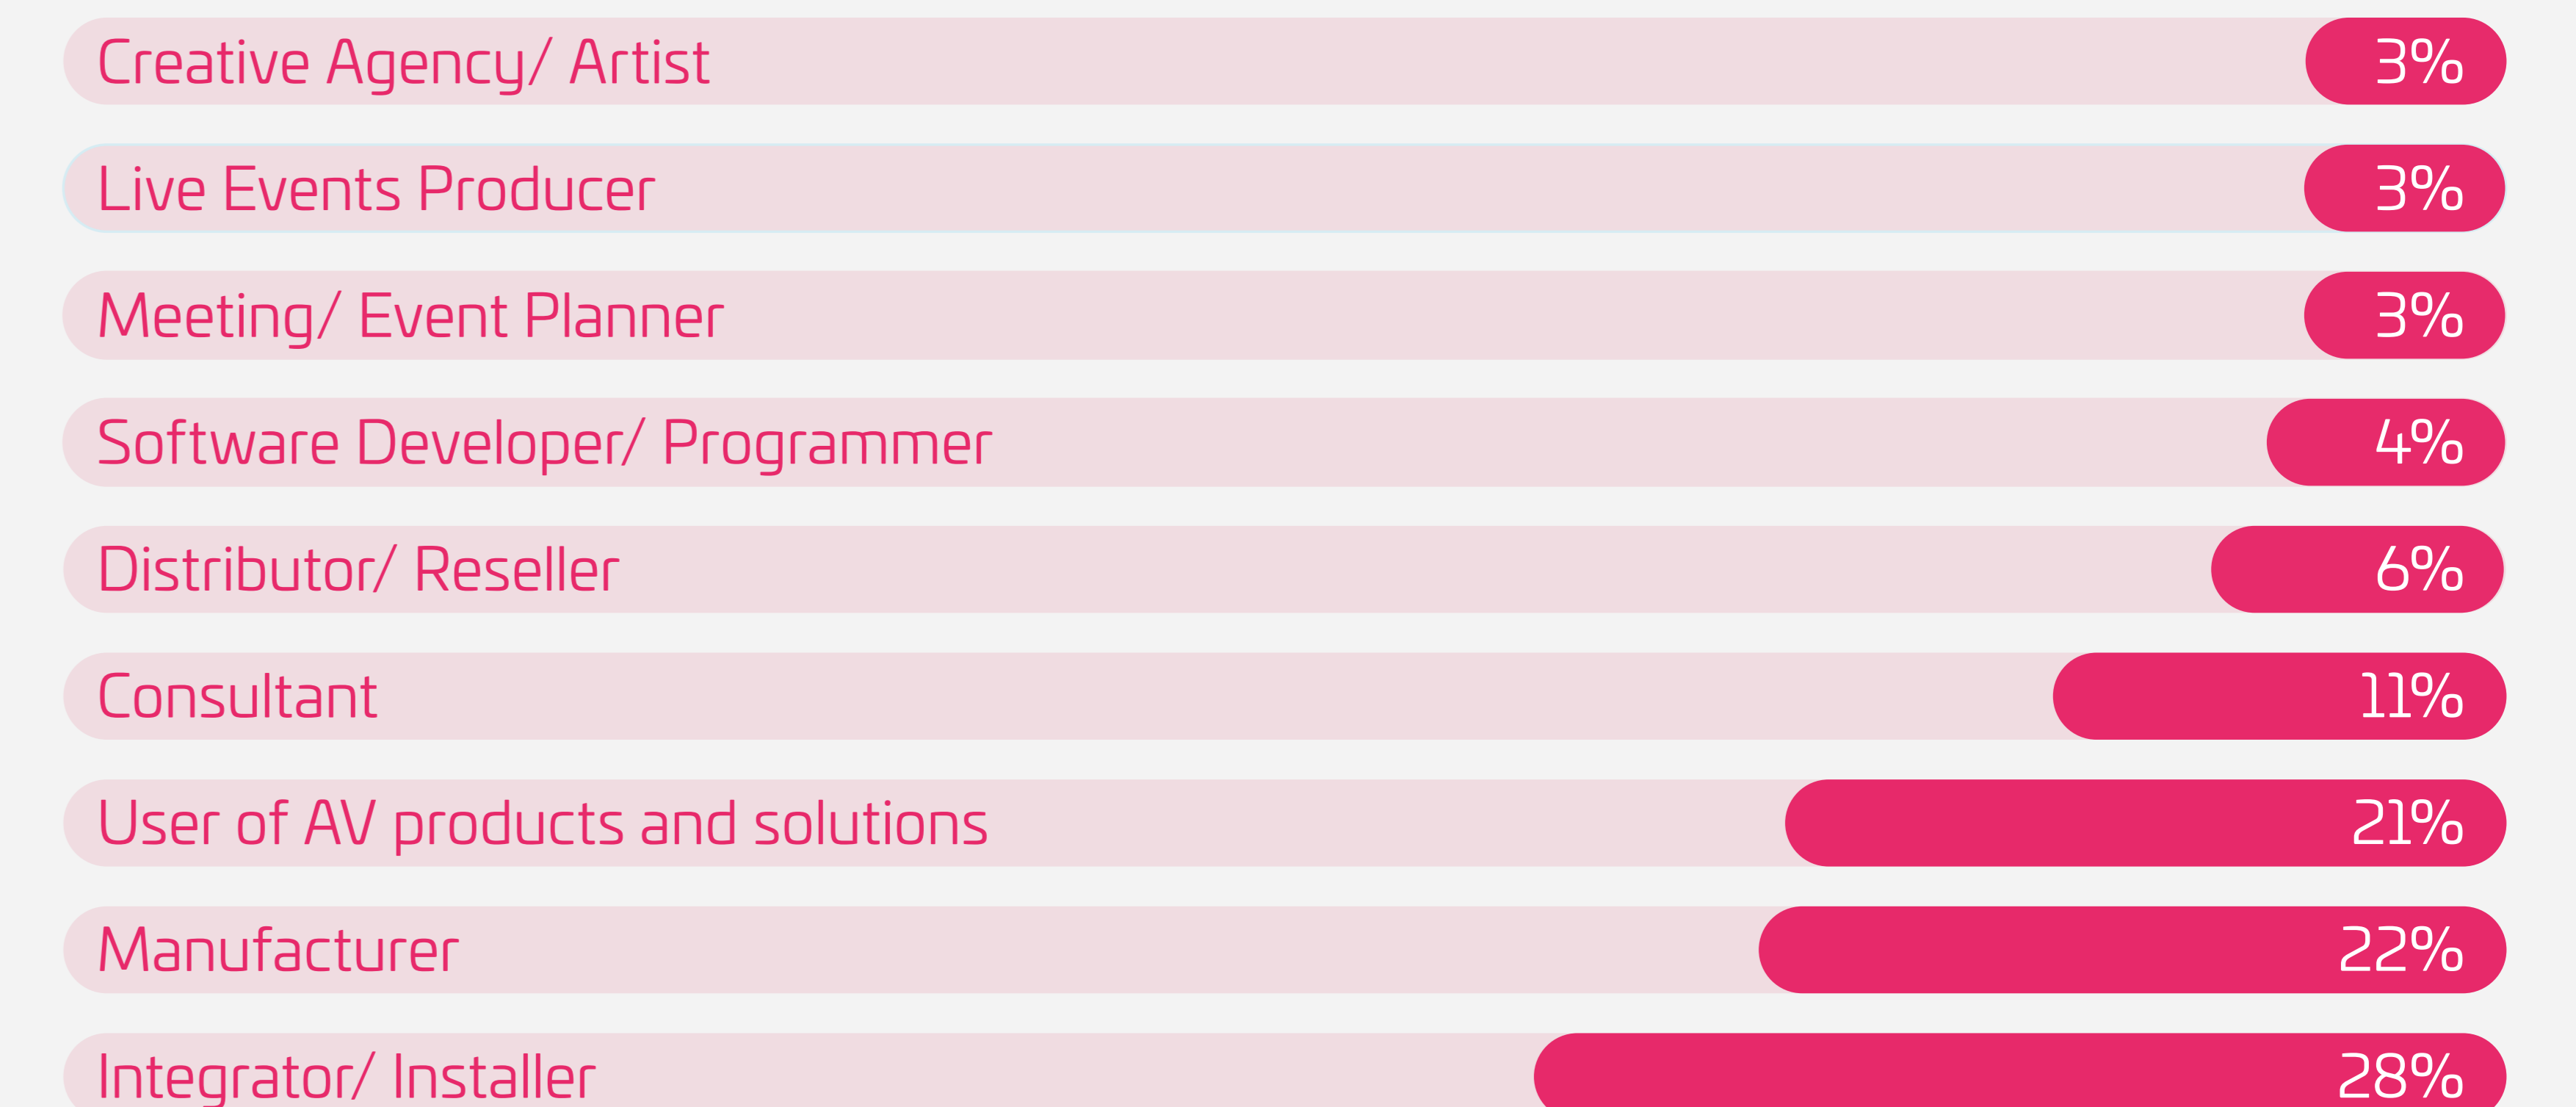 Creative Agency/ Artist 3%
Live Events Producer 3%
Meeting/ Event Planner 3%
Software Developer/ Programmer 4%
Distributor/ Reseller 6%
Consultant 11%
User of AV products and solutions 21%
Manufacturer 22%
Integrator/ Installer 28%